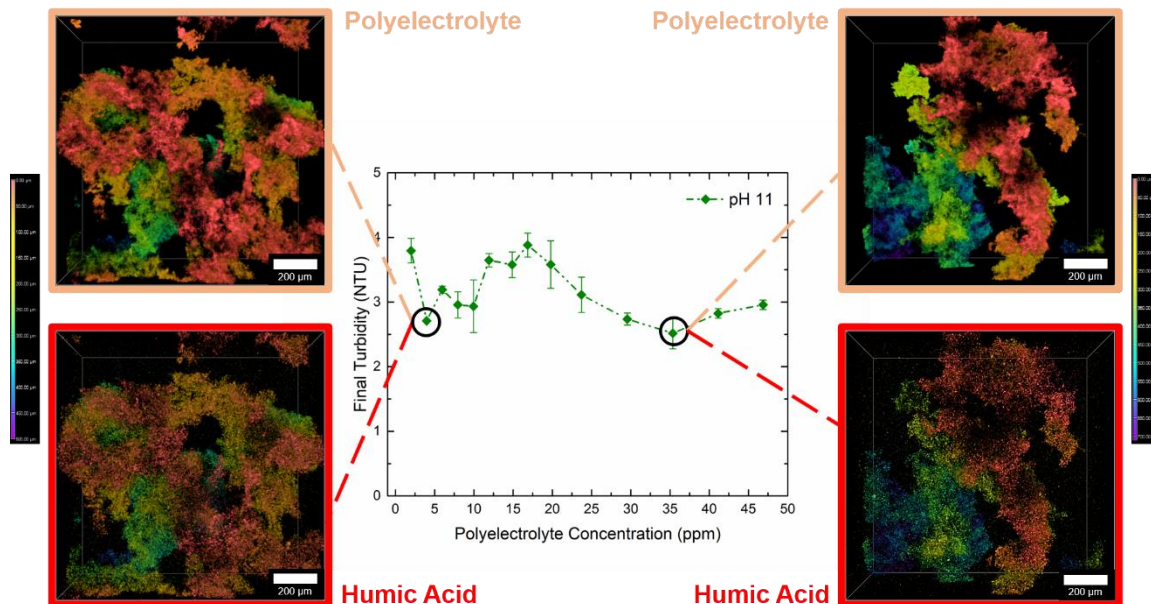 Polyelectrolyte
Polyelectrolyte
200 μm
200 μm
5
4
3
2
1
0
Final Turbidity (NTU)
pH 11
0 5 10 15 20 25 30 35 40 45 50
Polyelectrolyte Concentration (ppm)
200 μm
200 μm
Humic Acid
Humic Acid